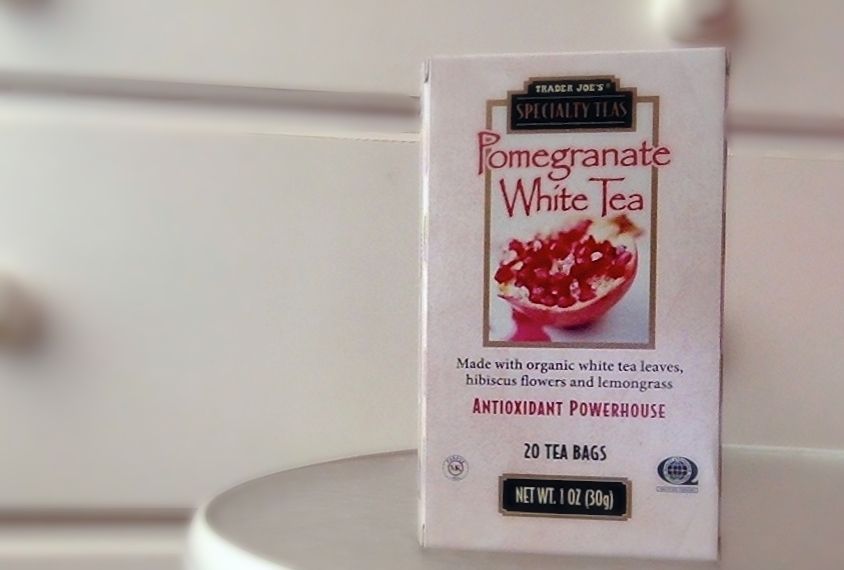 TRADER JOE'S®
SPECIALTY TEAS
Pomegranate
White Tea
Made with organic white tea leaves,
hibiscus flowers and lemongrass
ANTIOXIDANT POWERHOUSE
20 TEA BAGS
NET WT. 1 OZ (30g)